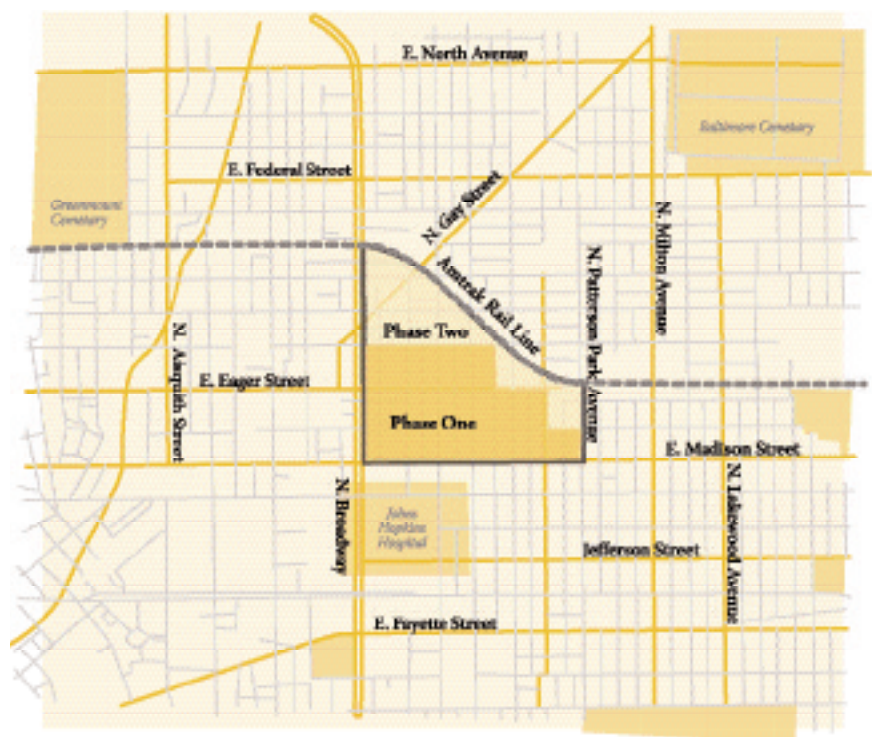 E. North Avenue
Baltimore Cemetery
E. Federal Street
Greenmount
Cemetery
N. Gay Street
N. Milton Avenue
Amtrak Rail Line
N. Patterson Park Avenue
Phase Two
N. Aisquith Street
E. Eager Street
Phase One
E. Madison Street
N. Lakewood Avenue
N. Broadway
Johns
Hopkins
Hospital
Jefferson Street
E. Fayette Street